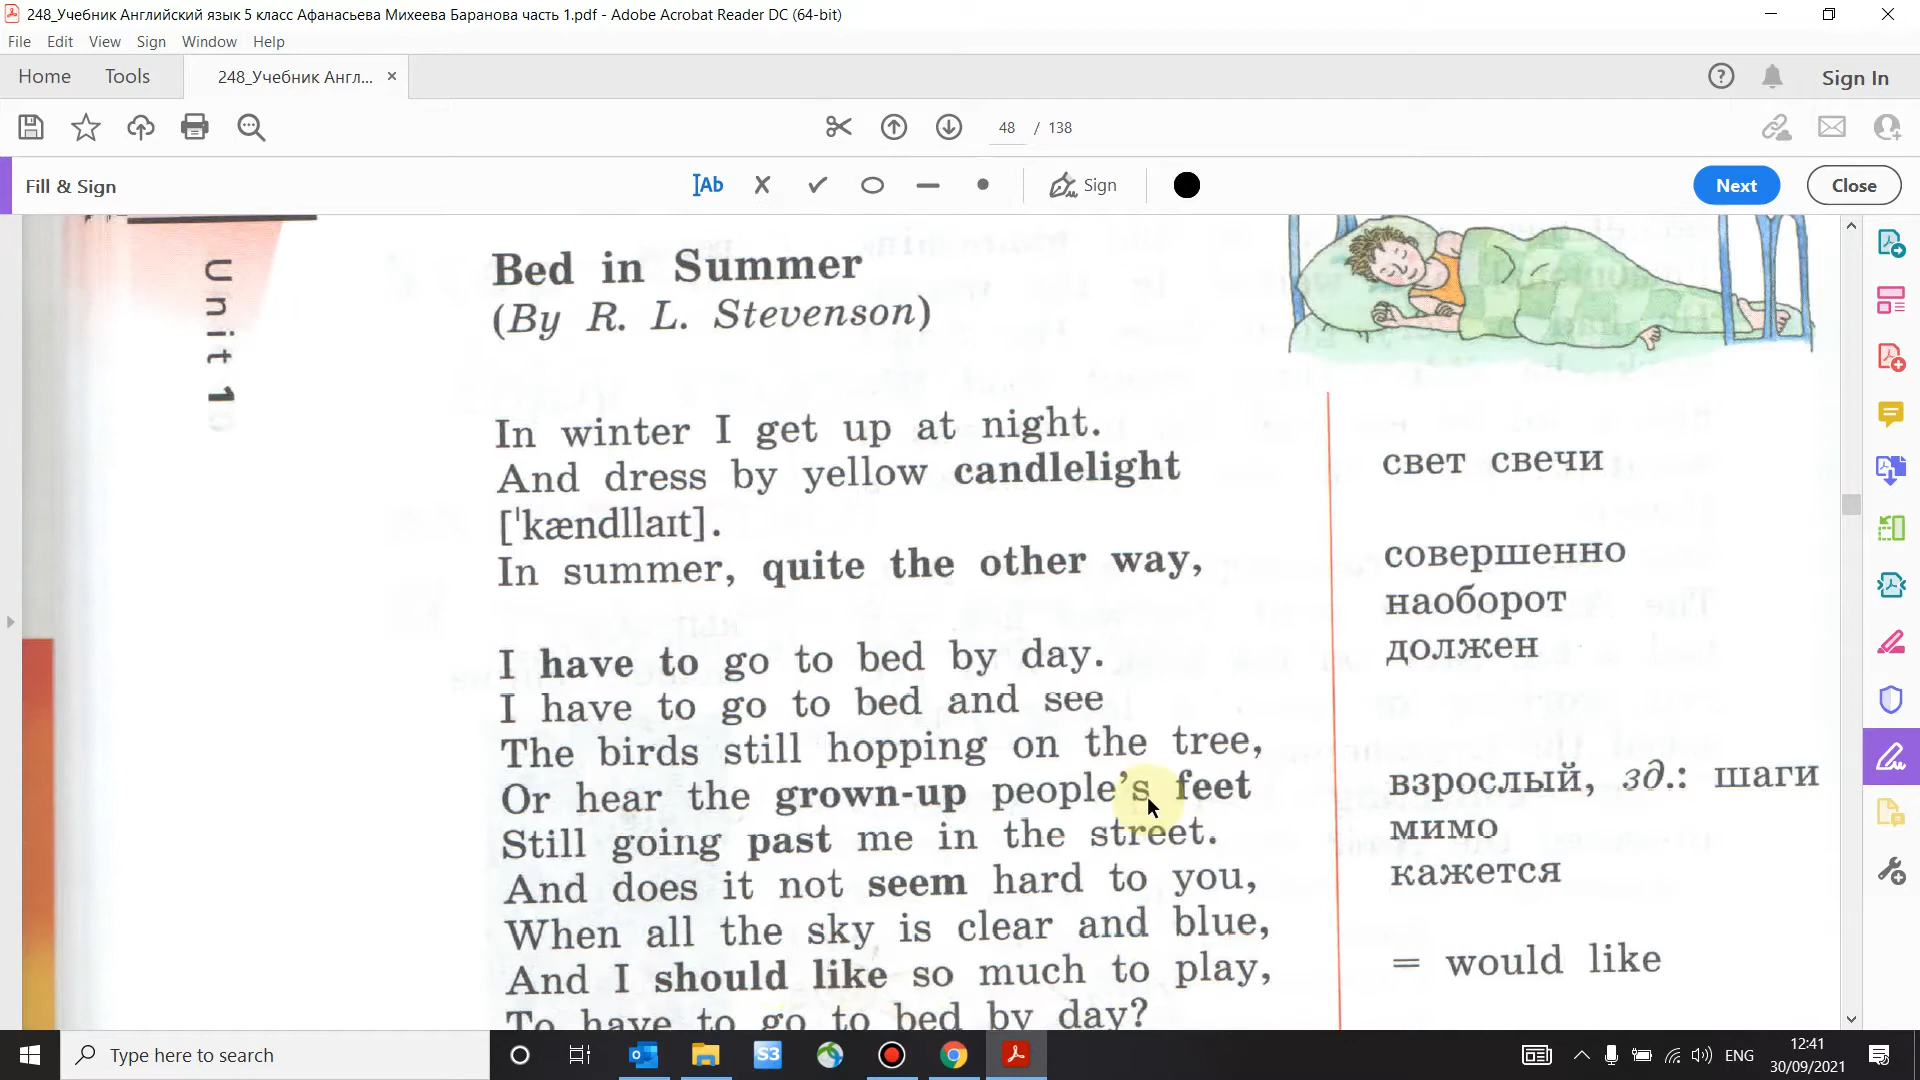 248_Учебник Английский язык 5 класс Афанасьева Михеева Баранова часть 1.pdf - Adobe Acrobat Reader DC (64-bit)
File Edit View Sign Window Help
Home Tools 248_Учебник Англ... ×
Sign In
48 / 138
Fill & Sign
Ab
Sign
Next
Close
Unit 1
Bed in Summer
(By R. L. Stevenson)
In winter I get up at night.
And dress by yellow candlelight
свет свечи
['kændllaɪt].
In summer, quite the other way,
совершенно
наоборот
I have to go to bed by day.
должен
I have to go to bed and see
The birds still hopping on the tree,
Or hear the grown-up people's feet
взрослый, зд.: шаги
Still going past me in the street.
мимо
And does it not seem hard to you,
кажется
When all the sky is clear and blue,
And I should like so much to play,
= would like
To have to go to bed by day?
Type here to search
S3
ENG
12:41
30/09/2021